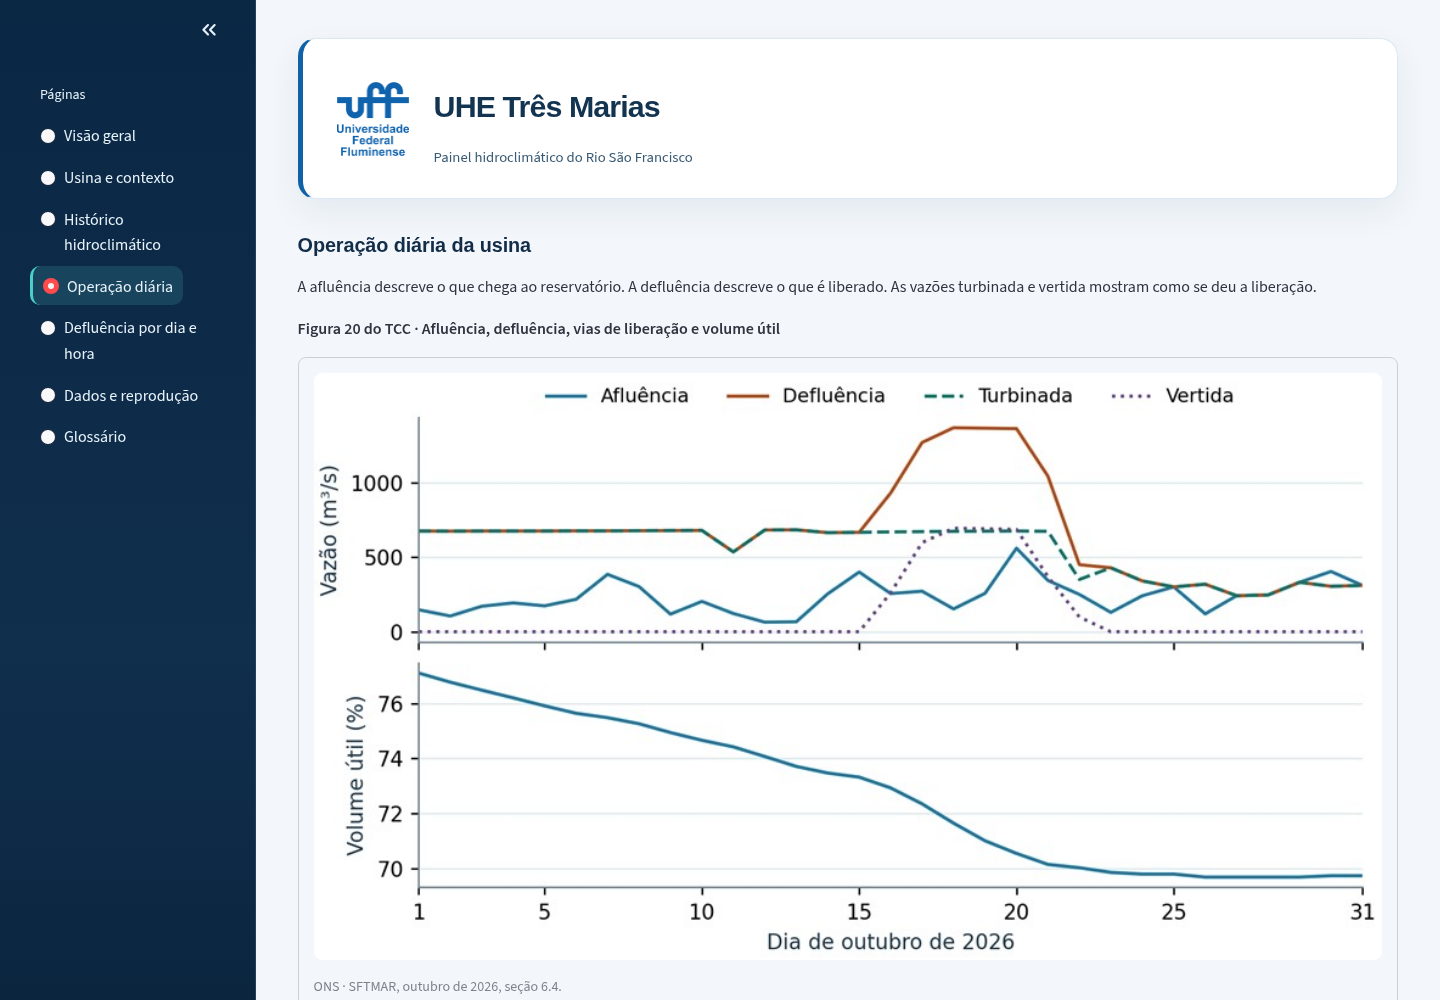 Páginas
Visão geral
Usina e contexto
Histórico
hidroclimático
Operação diária
Defluência por dia e
hora
Dados e reprodução
Glossário
uff
Universidade
Federal
Fluminense
UHE Três Marias
Painel hidroclimático do Rio São Francisco
Operação diária da usina
A afluência descreve o que chega ao reservatório. A defluência descreve o que é liberado. As vazões turbinada e vertida mostram como se deu a liberação.
Figura 20 do TCC · Afluência, defluência, vias de liberação e volume útil
Afluência Defluência Turbinada Vertida
Vazão (m³/s)
1000
500
0
Volume útil (%)
76
74
72
70
1 5 10 15 20 25 31
Dia de outubro de 2026
ONS · SFTMAR, outubro de 2026, seção 6.4.